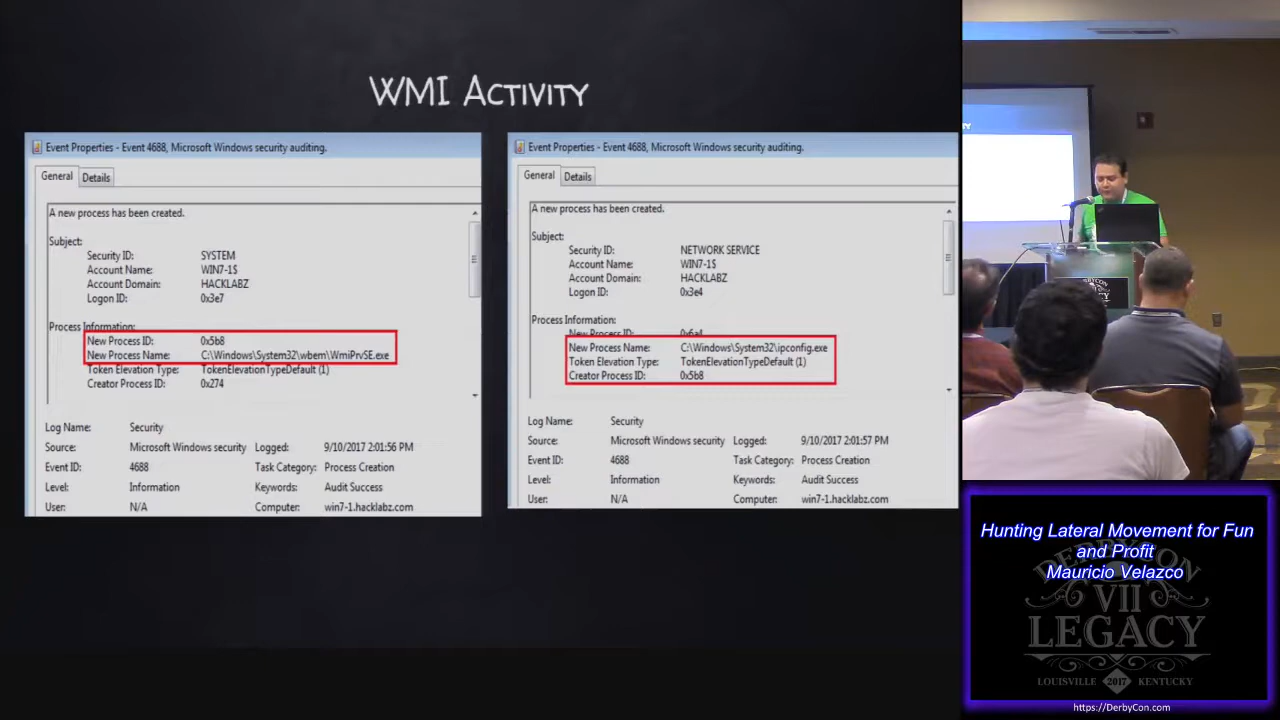 WMI ACTIVITY
Event Properties - Event 4688, Microsoft Windows security auditing.
General Details
A new process has been created.
Subject:
Security ID: SYSTEM
Account Name: WIN7-1$
Account Domain: HACKLABZ
Logon ID: 0x3e7
Process Information:
New Process ID: 0x5b8
New Process Name: C:\Windows\System32\wbem\WmiPrvSE.exe
Token Elevation Type: TokenElevationTypeDefault (1)
Creator Process ID: 0x274
Log Name: Security
Source: Microsoft Windows security Logged: 9/10/2017 2:01:56 PM
Event ID: 4688 Task Category: Process Creation
Level: Information Keywords: Audit Success
User: N/A Computer: win7-1.hacklabz.com
Event Properties - Event 4688, Microsoft Windows security auditing.
General Details
A new process has been created.
Subject:
Security ID: NETWORK SERVICE
Account Name: WIN7-1$
Account Domain: HACKLABZ
Logon ID: 0x3e4
Process Information:
New Process ID: 0x6a4
New Process Name: C:\Windows\System32\ipconfig.exe
Token Elevation Type: TokenElevationTypeDefault (1)
Creator Process ID: 0x5b8
Log Name: Security
Source: Microsoft Windows security Logged: 9/10/2017 2:01:57 PM
Event ID: 4688 Task Category: Process Creation
Level: Information Keywords: Audit Success
User: N/A Computer: win7-1.hacklabz.com
LEGACY
Hunting Lateral Movement for Fun
and Profit
Mauricio Velazco
DERBYCON
VII
LEGACY
LOUISVILLE 2017 KENTUCKY
https://DerbyCon.com